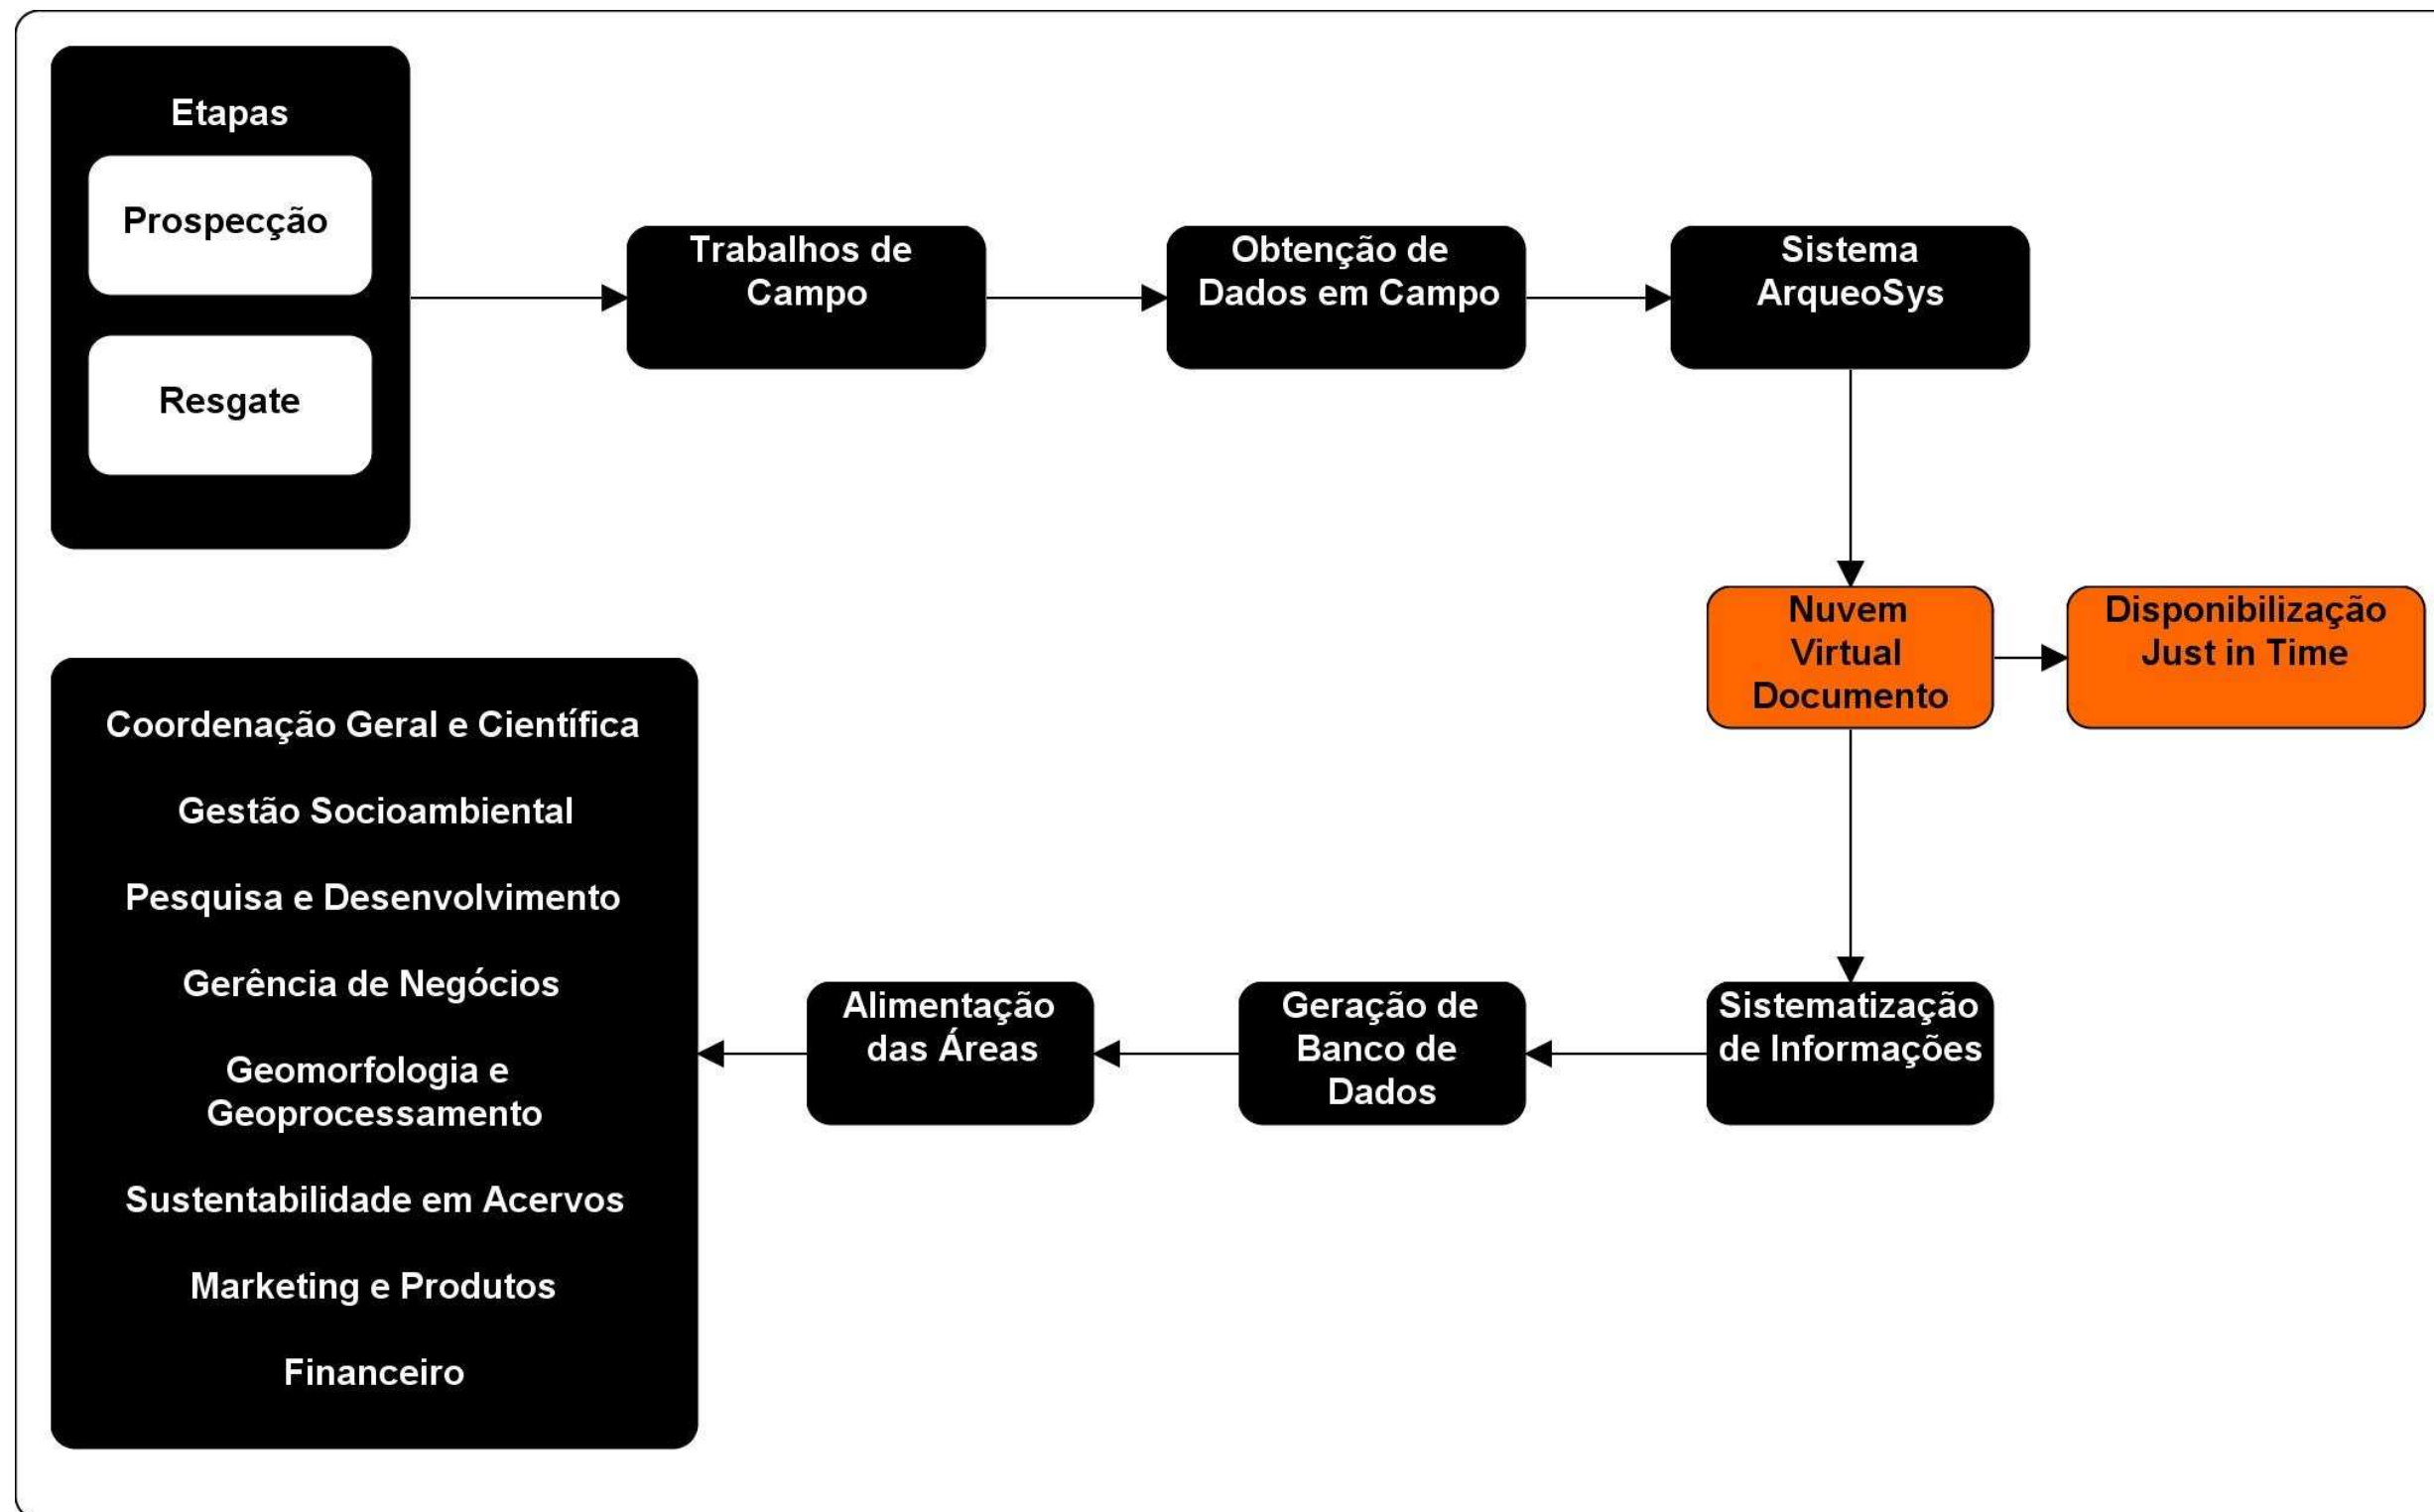 Etapas
Prospecção
Resgate
Trabalhos de
Campo
Obtenção de
Dados em Campo
Sistema
ArqueoSys
Nuvem
Virtual
Documento
Disponibilização
Just in Time
Sistematização
de Informações
Geração de
Banco de
Dados
Alimentação
das Áreas
Coordenação Geral e Científica
Gestão Socioambiental
Pesquisa e Desenvolvimento
Gerência de Negócios
Geomorfologia e
Geoprocessamento
Sustentabilidade em Acervos
Marketing e Produtos
Financeiro